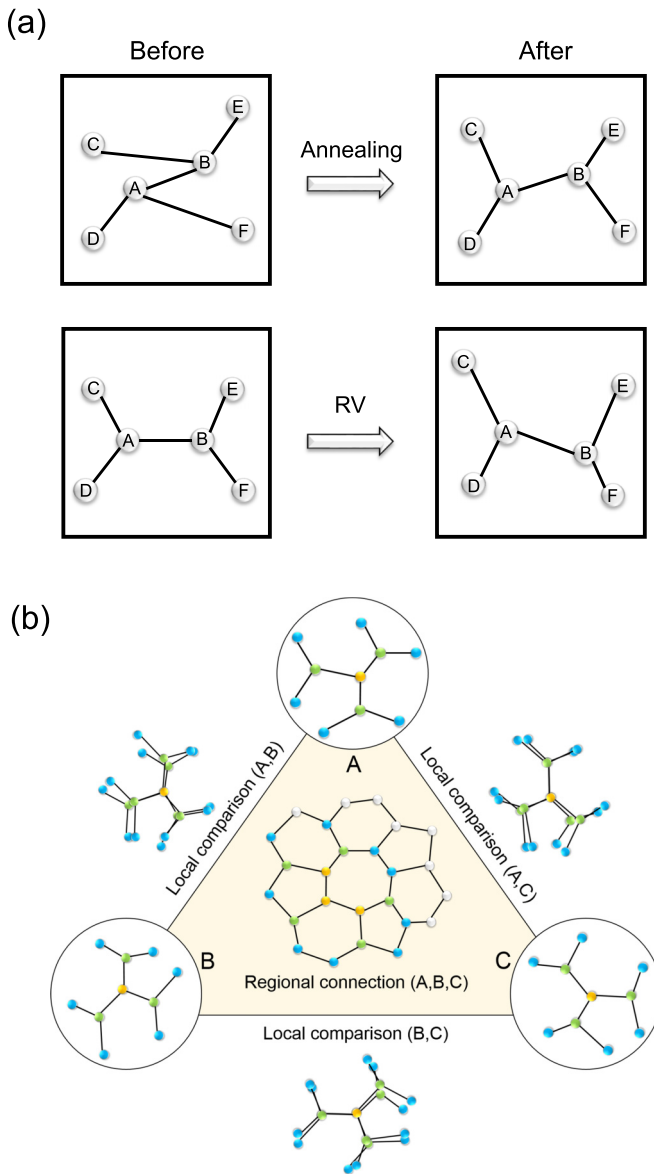 (a)
Before
After
E
C
B
A
D
F
Annealing
C
E
A
B
D
F
C
E
A
B
D
F
RV
C
E
A
B
D
F
(b)
A
Local comparison (A,B)
Local comparison (A,C)
B
C
Regional connection (A,B,C)
Local comparison (B,C)